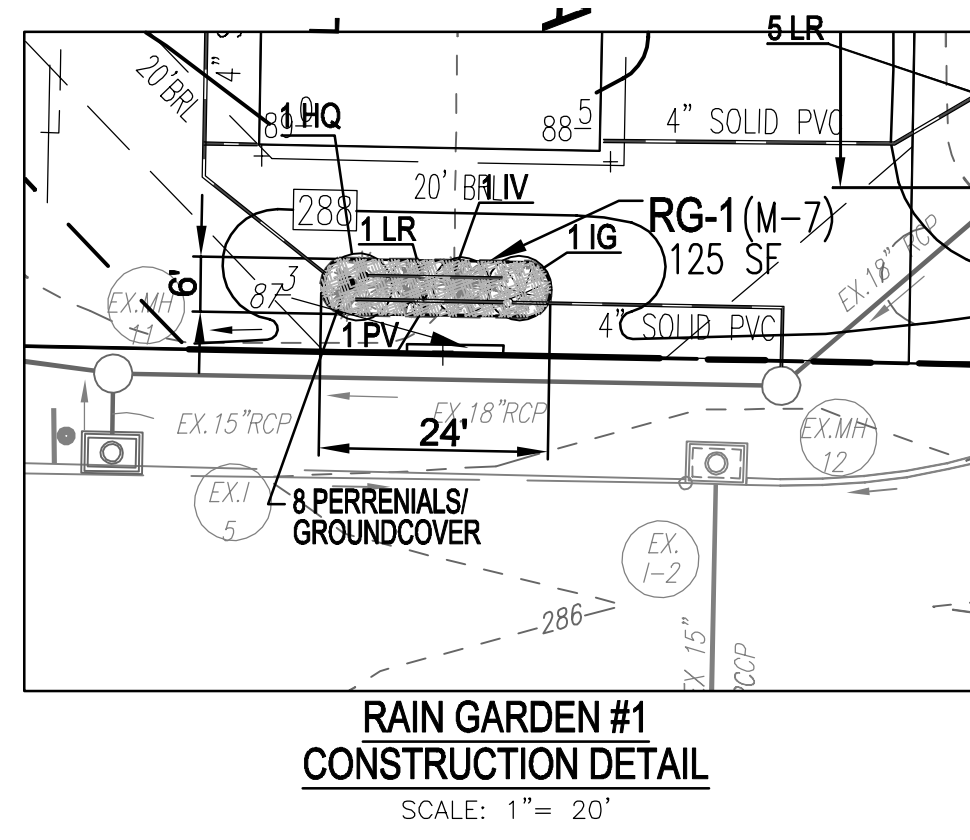 5 LR
20'BRL
4"
1 HQ
88 5
4" SOLID PVC
20' BRL
1 IV
288
RG-1 (M-7)
125 SF
1 LR
1 IG
6'
87 3
EX.MH
11
EX.18"RCP
4" SOLID PVC
1 PV
EX.15"RCP
EX.18"RCP
24'
EX.MH
12
EX.I
5
8 PERRENIALS/
GROUNDCOVER
EX.
I-2
286
EX 15"
RAIN GARDEN #1
CONSTRUCTION DETAIL
SCALE: 1"= 20'